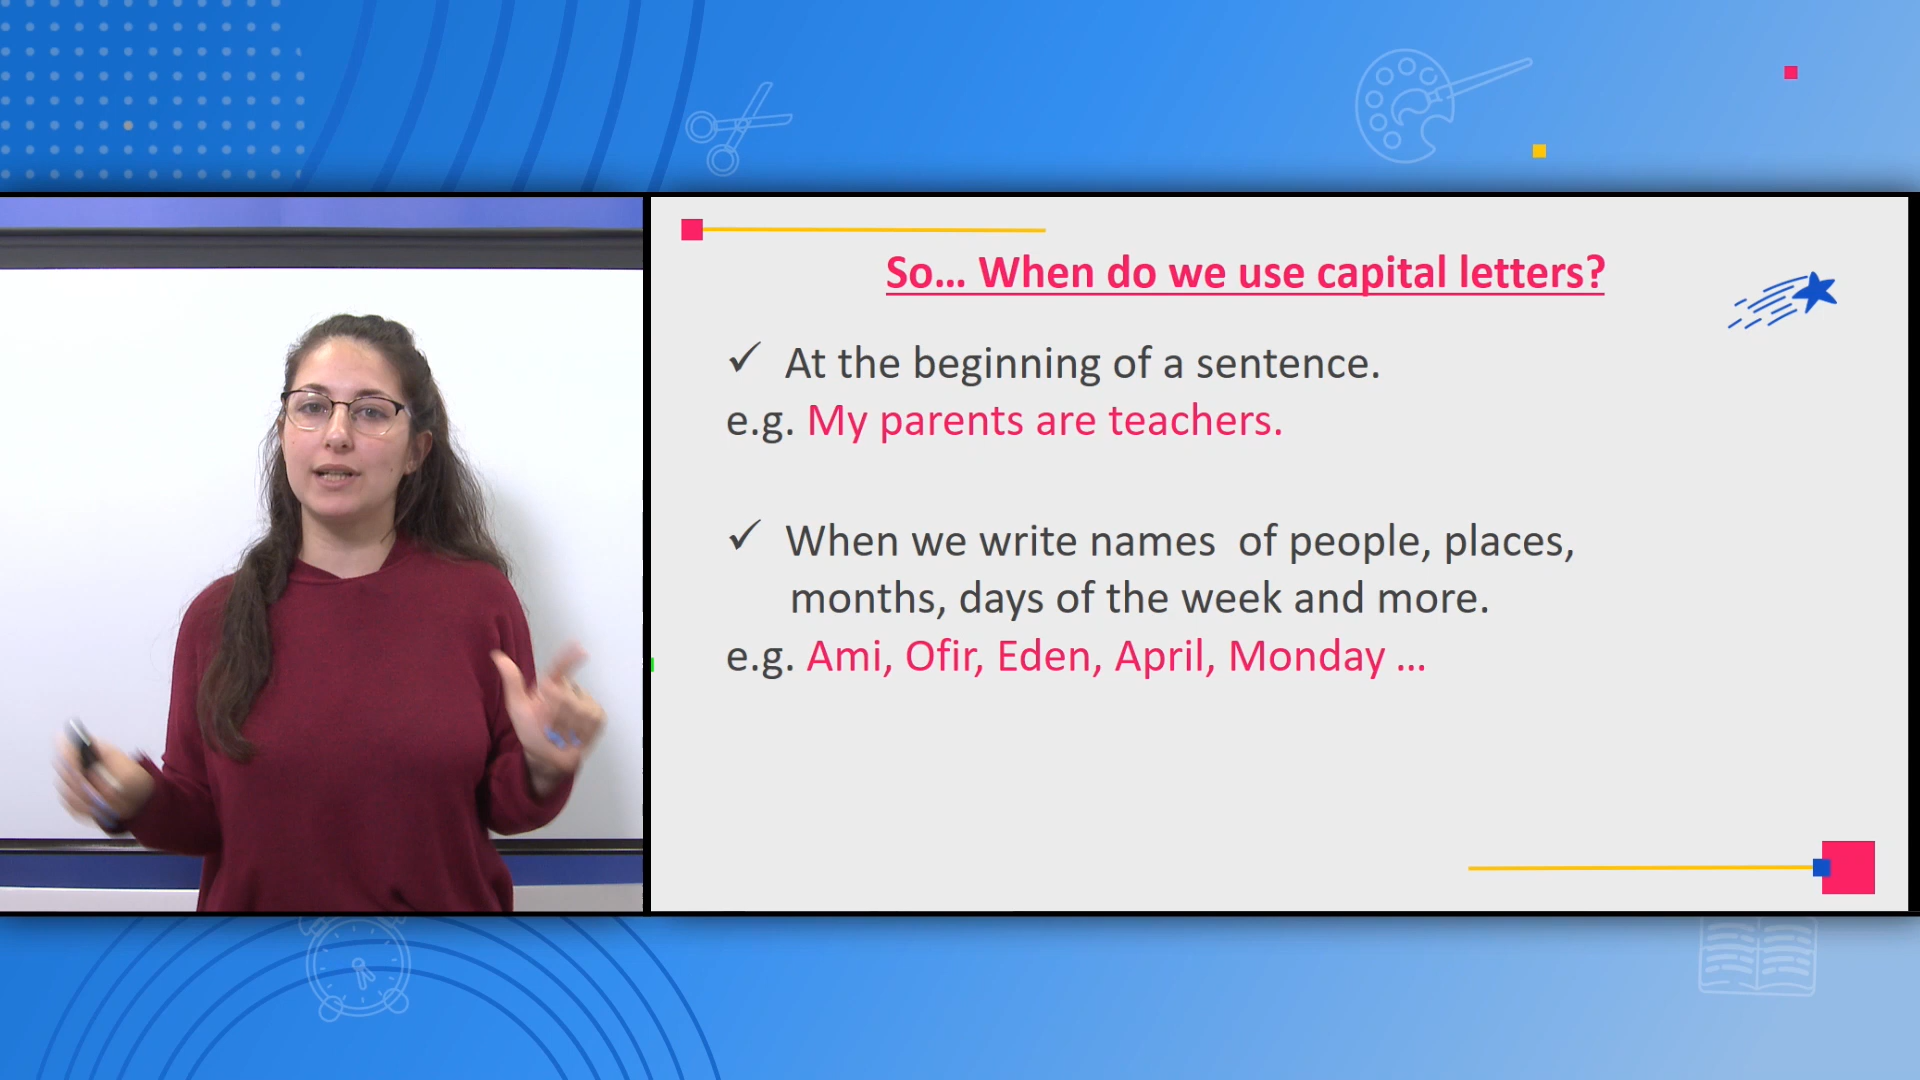 So... When do we use capital letters?
✓ At the beginning of a sentence.
e.g. My parents are teachers.
✓ When we write names of people, places,
months, days of the week and more.
e.g. Ami, Ofir, Eden, April, Monday ...